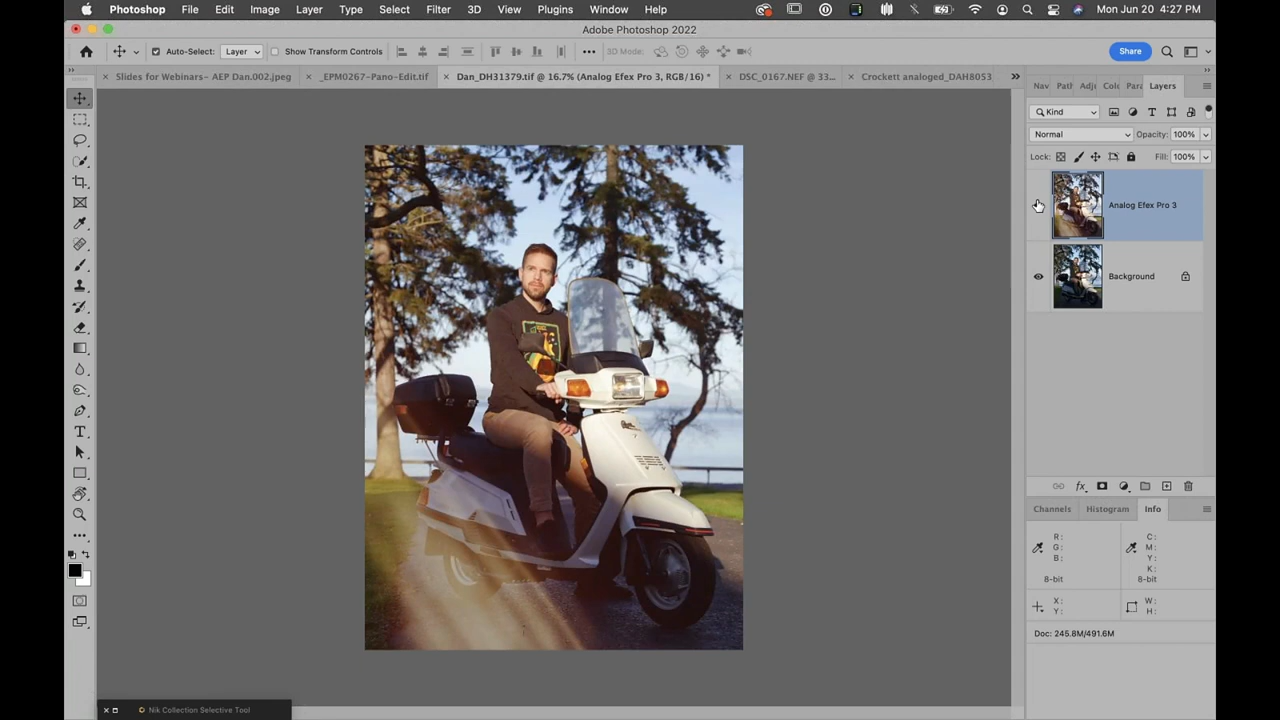 Photoshop File Edit Image Layer Type Select Filter 3D View Plugins Window Help Mon Jun 20 4:27 PM
Adobe Photoshop 2022
Auto-Select: Layer Show Transform Controls 3D Mode: Share
Slides for Webinars- AEP Dan.002.jpeg _EPM0267-Pano-Edit.tif Dan_DH31379.tif @ 16.7% (Analog Efex Pro 3, RGB/16) * DSC_0167.NEF @ 33... Crockett analoged_DAH8053
Nav Path Adju Colo Para Layers
Kind
Normal Opacity: 100%
Lock: Fill: 100%
Analog Efex Pro 3
Background
fx
Channels Histogram Info
R: C:
G: M:
B: Y:
K:
8-bit 8-bit
X: W:
Y: H:
Doc: 245.8M/491.6M
Nik Collection Selective Tool